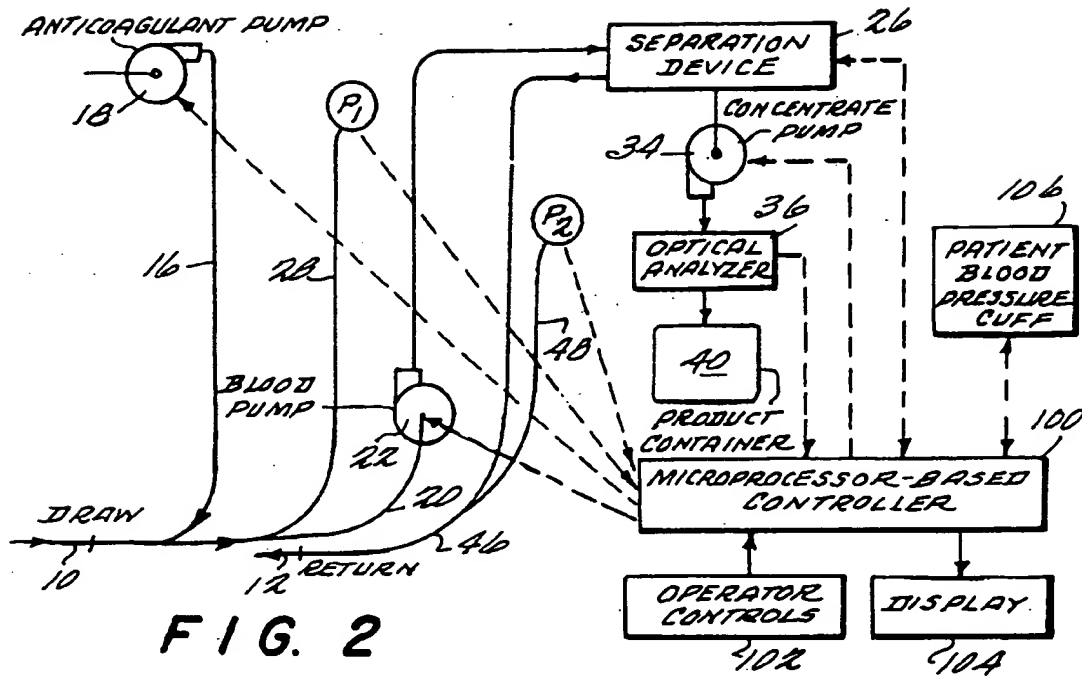 ANTICOAGULANT PUMP
18
P1
SEPARATION
DEVICE
26
CONCENTRATE
PUMP
34
P2
36
OPTICAL
ANALYZER
106
PATIENT
BLOOD
PRESSURE
CUFF
16
28
48
40
BLOOD
PUMP
22
PRODUCT
CONTAINER
100
MICROPROCESSOR-BASED
CONTROLLER
20
DRAW
10
12
RETURN
46
OPERATOR
CONTROLS
102
DISPLAY
104
FIG. 2